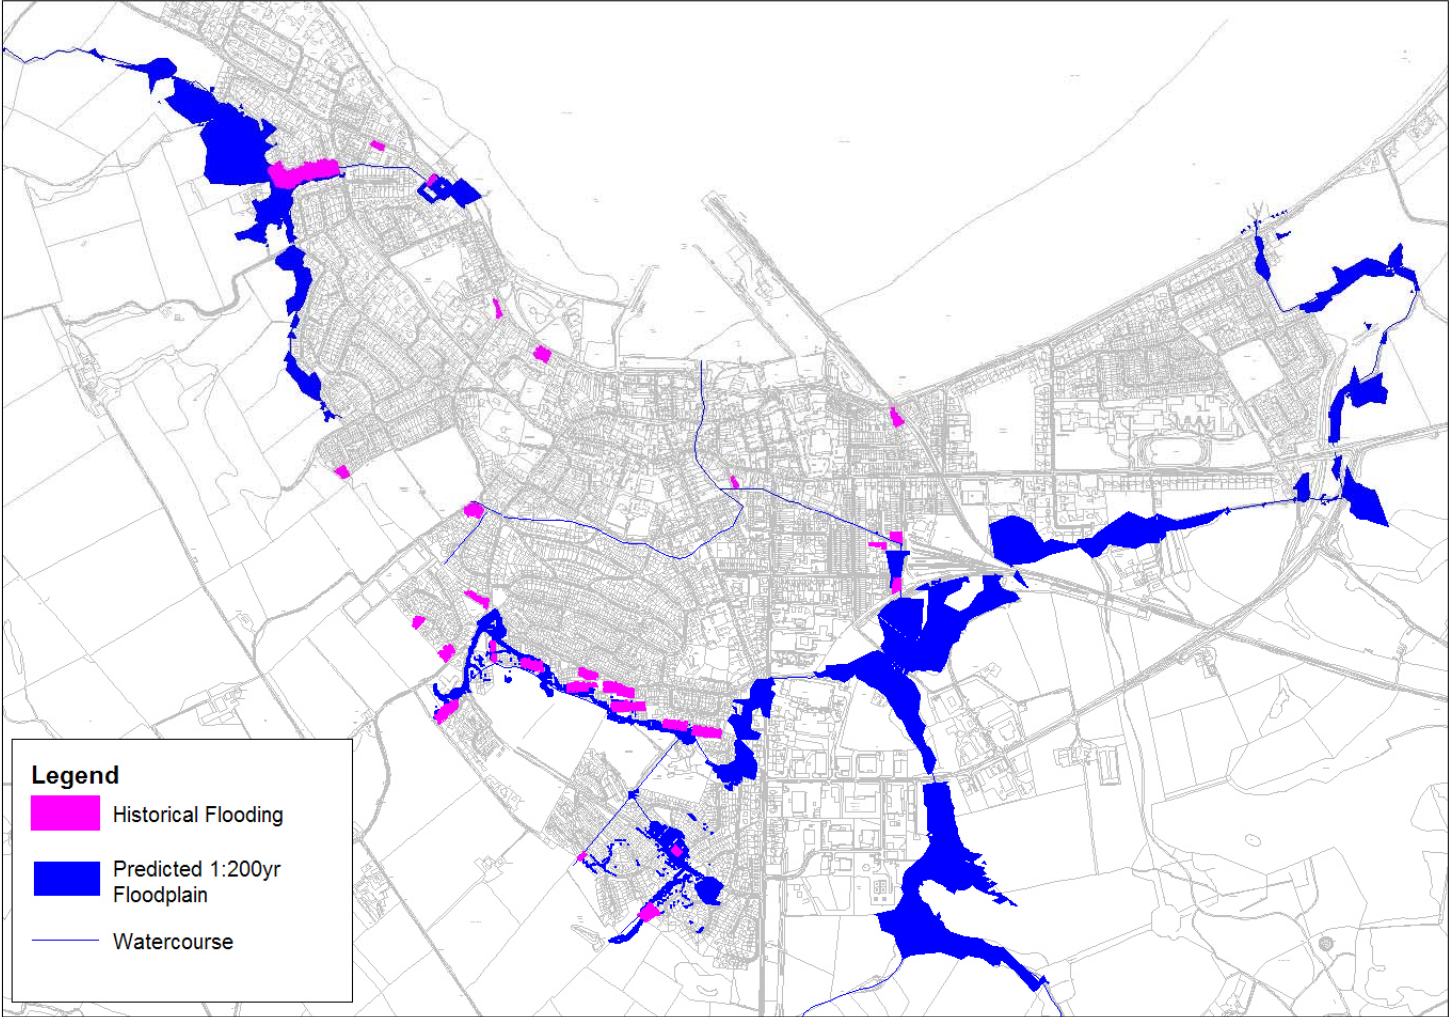 Legend
Historical Flooding
Predicted 1:200yr
Floodplain
Watercourse